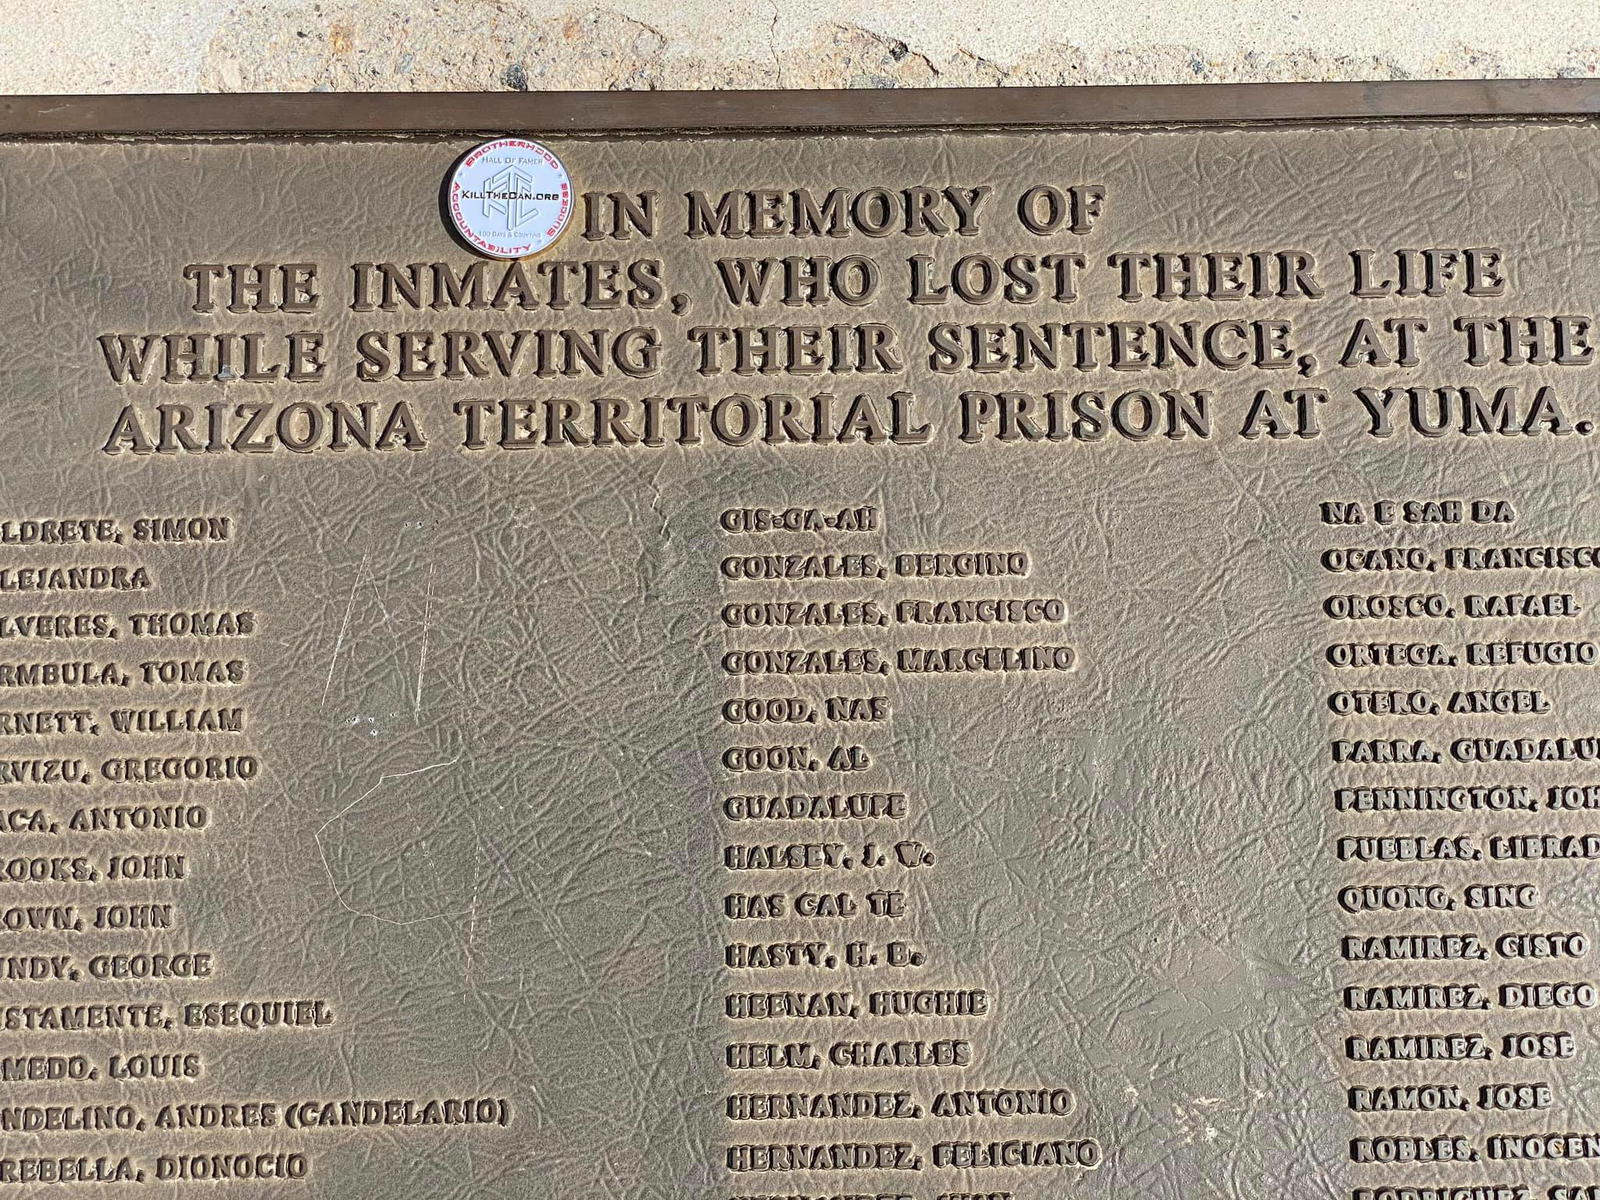 BROTHERHOOD
HALL OF FAMER
KILLTHECAN.ORG
100 DAYS & COUNTING
ACCOUNTABILITY
SUCCESS
IN MEMORY OF
THE INMATES, WHO LOST THEIR LIFE
WHILE SERVING THEIR SENTENCE, AT THE
ARIZONA TERRITORIAL PRISON AT YUMA.
LDRETE, SIMON
LEJANDRA
LVERES, THOMAS
RMBULA, TOMAS
RNETT, WILLIAM
RVIZU, GREGORIO
ACA, ANTONIO
ROOKS, JOHN
ROWN, JOHN
UNDY, GEORGE
USTAMENTE, ESEQUIEL
MEDO, LOUIS
NDELINO, ANDRES (CANDELARIO)
REBELLA, DIONOCIO
GIS-GA-AH
GONZALES, BERGINO
GONZALES, FRANCISCO
GONZALES, MARCELINO
GOOD, NAS
GOON, AL
GUADALUPE
HALSEY, J. W.
HAS CAL TE
HASTY, H. B.
HEENAN, HUGHIE
HELM, CHARLES
HERNANDEZ, ANTONIO
HERNANDEZ, FELICIANO
NA E SAH DA
OCANO, FRANCISCO
OROSCO, RAFAEL
ORTEGA, REFUGIO
OTERO, ANGEL
PARRA, GUADALU
PENNINGTON, JOH
PUEBLAS, LIBRAD
QUONG, SING
RAMIREZ, CISTO
RAMIREZ, DIEGO
RAMIREZ, JOSE
RAMON, JOSE
ROBLES, INOCEN